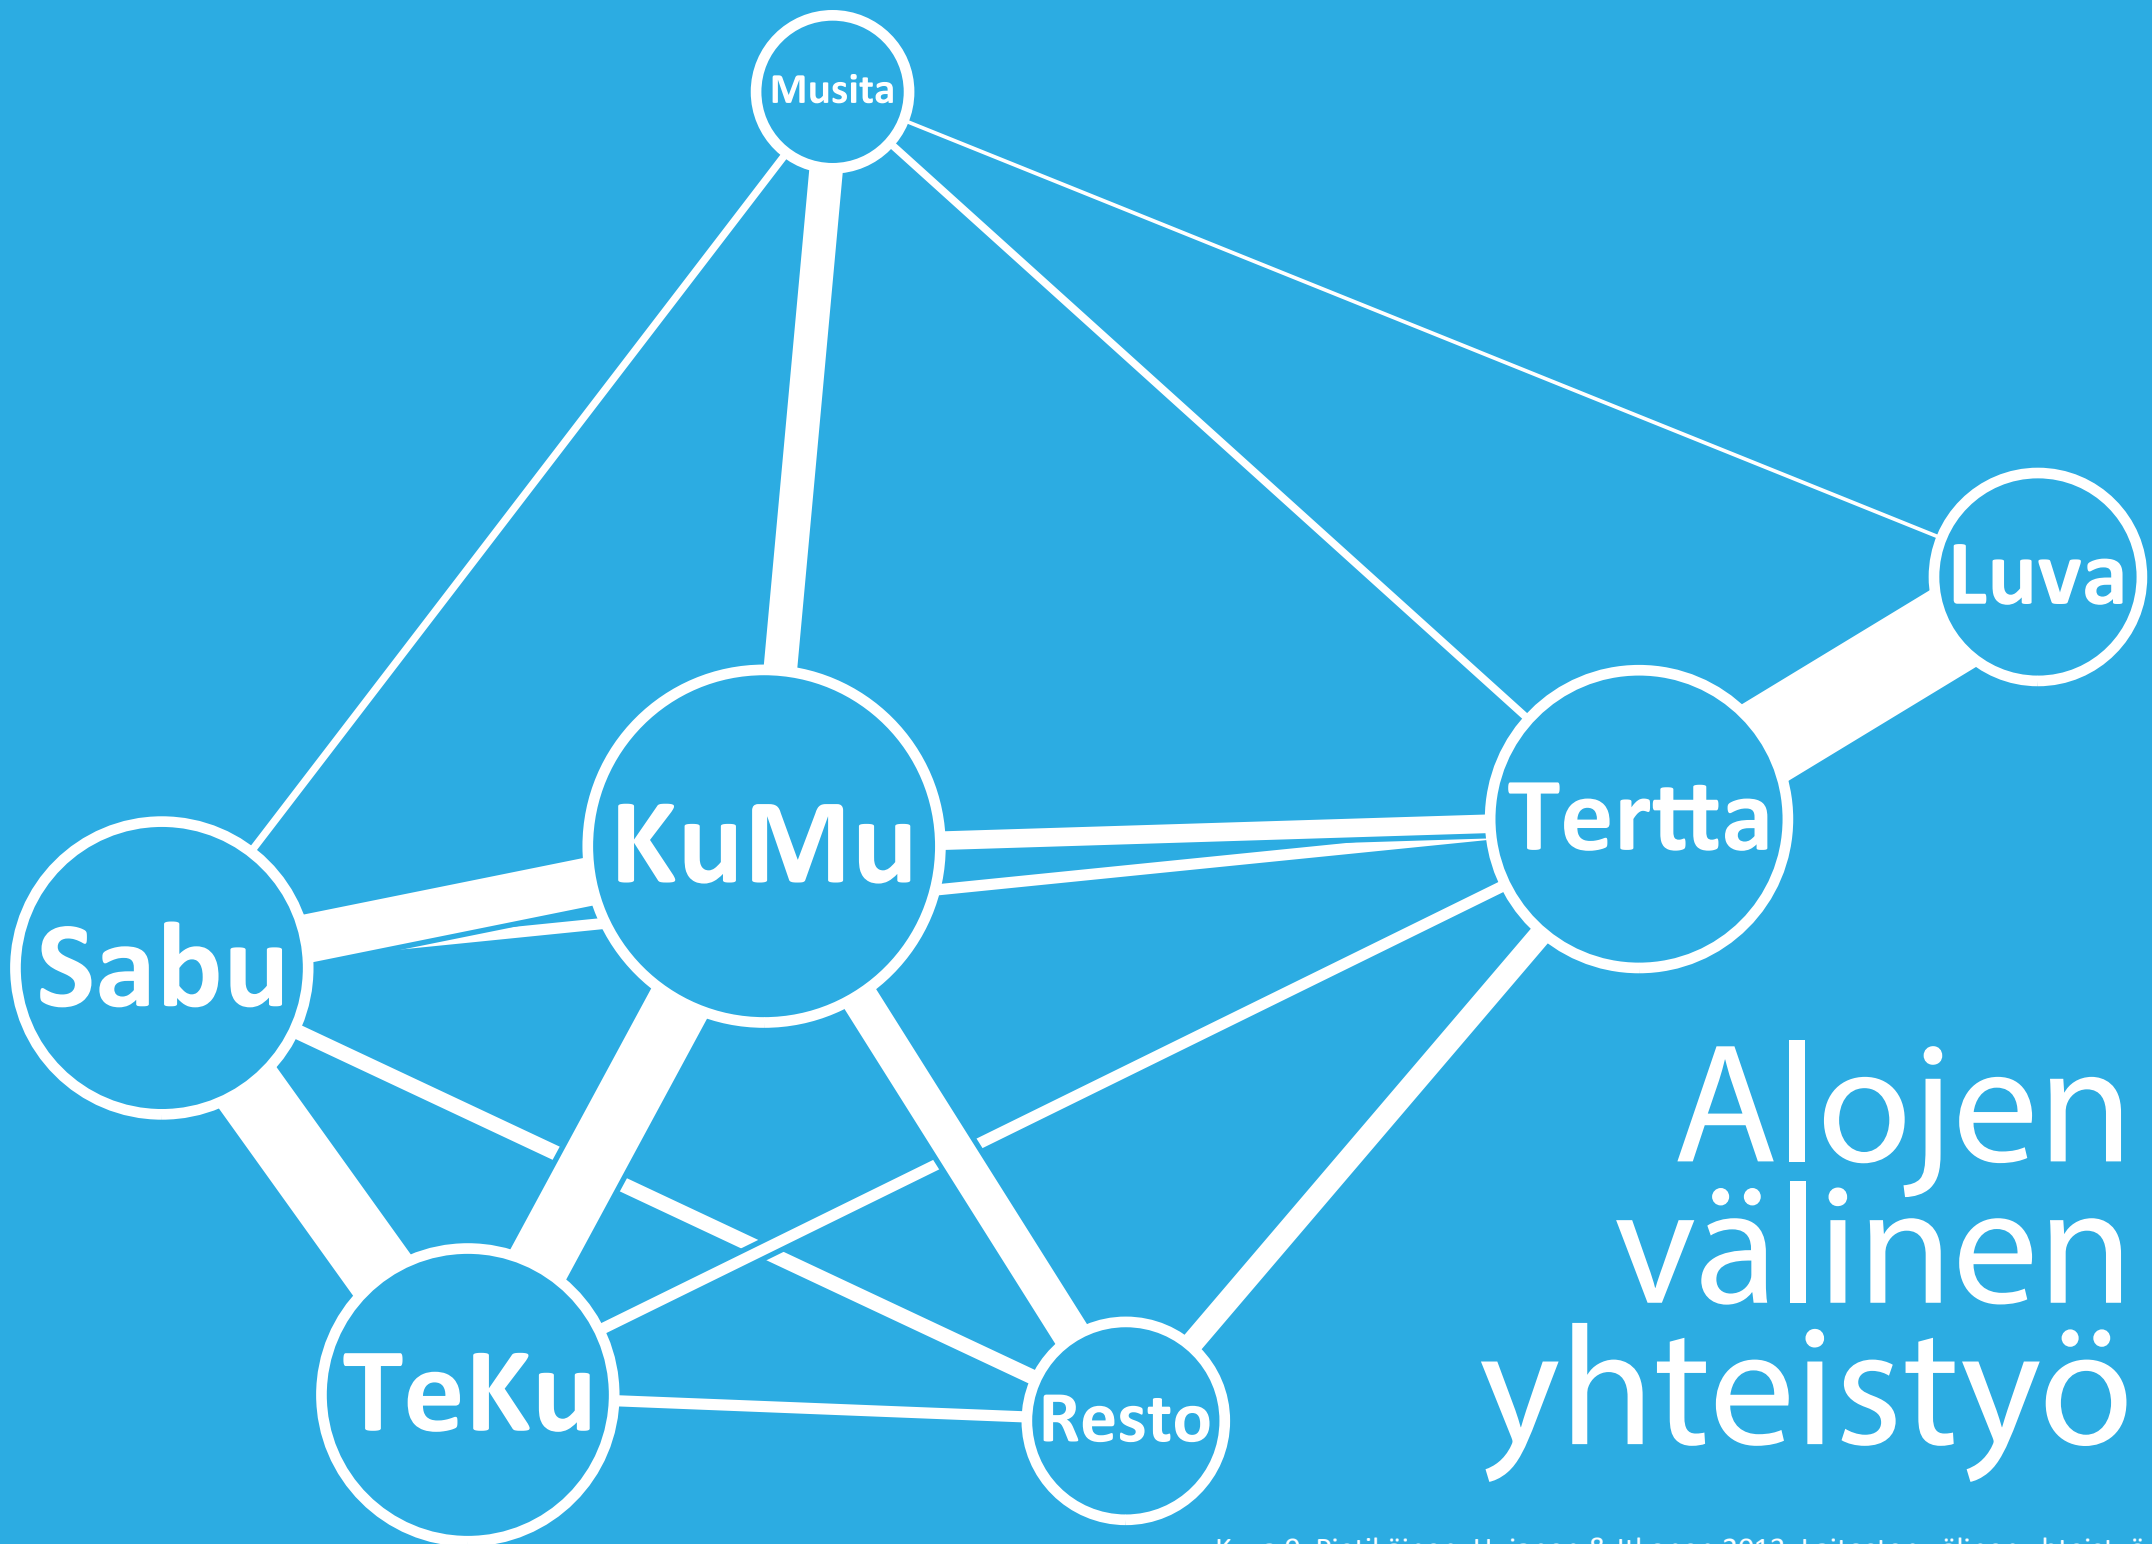 Musita
Luva
KuMu
Tertta
Sabu
TeKu
Resto
Alojen
välinen
yhteistyö